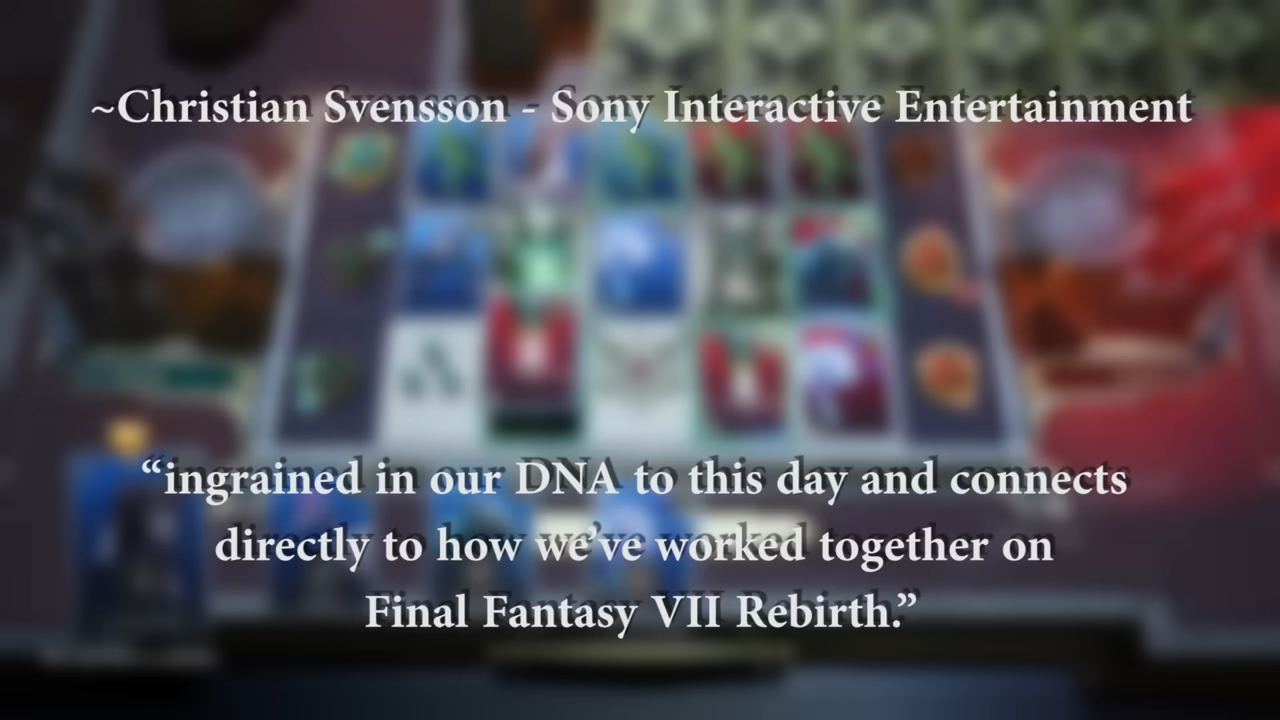 ~Christian Svensson - Sony Interactive Entertainment
“ingrained in our DNA to this day and connects
directly to how we’ve worked together on
Final Fantasy VII Rebirth.”